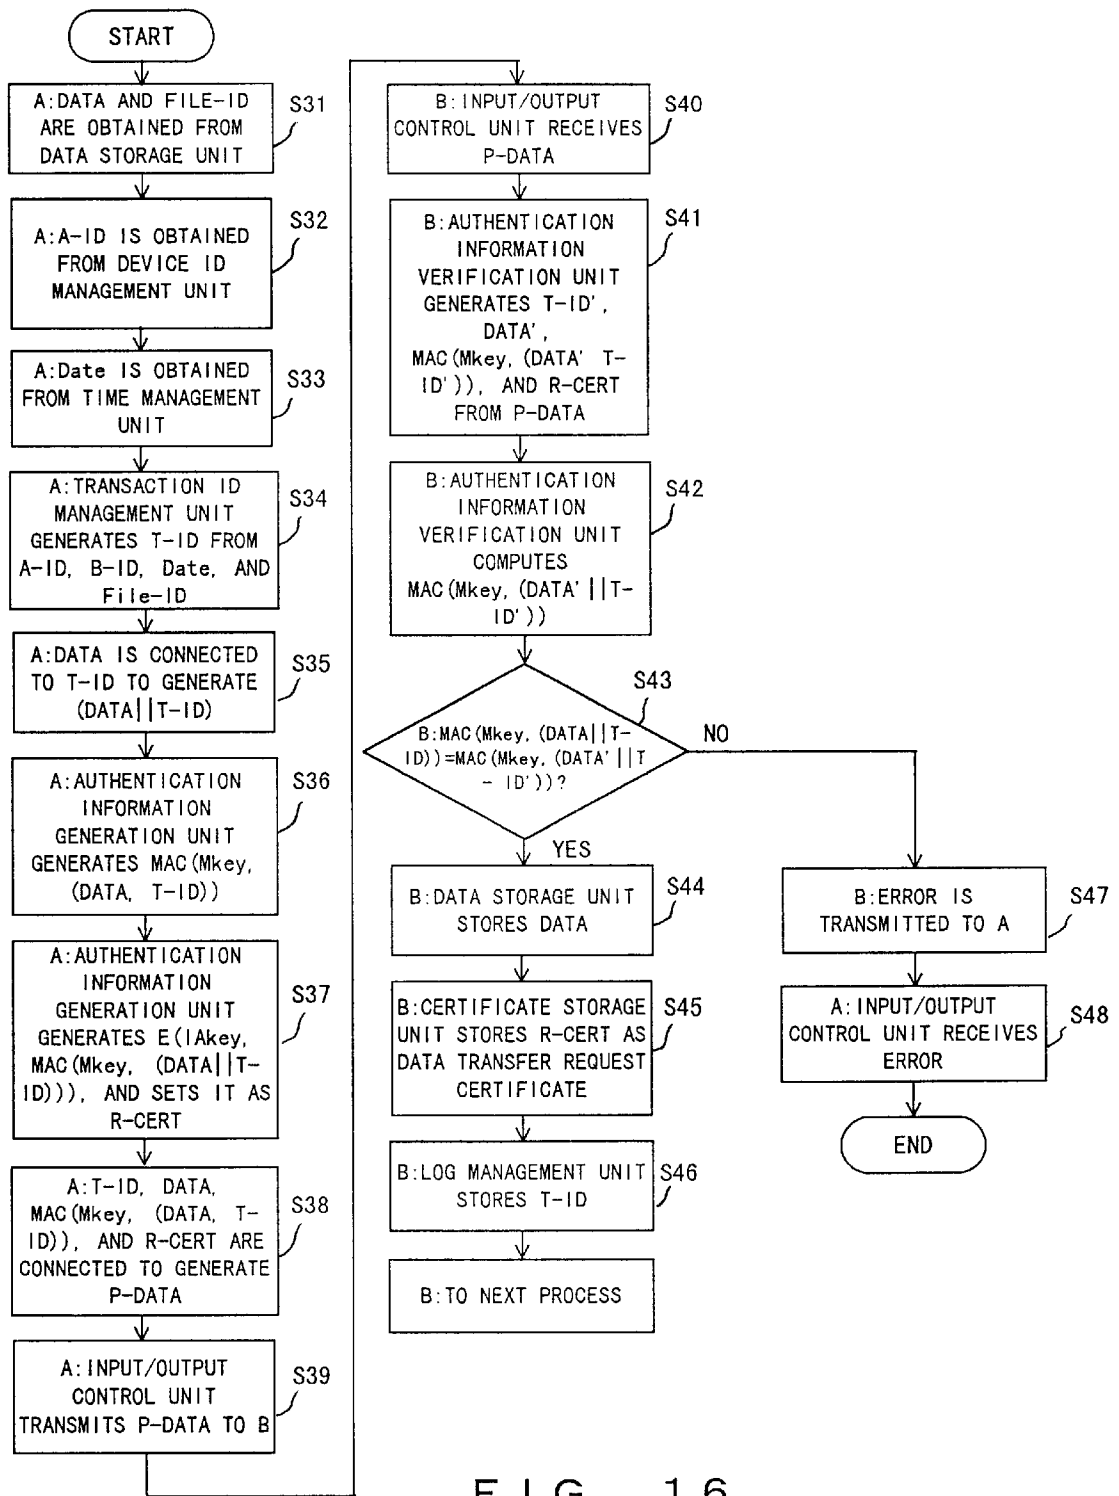 START
A:DATA AND FILE-ID
ARE OBTAINED FROM
DATA STORAGE UNIT
S31
A:A-ID IS OBTAINED
FROM DEVICE ID
MANAGEMENT UNIT
S32
A:Date IS OBTAINED
FROM TIME MANAGEMENT
UNIT
S33
A:TRANSACTION ID
MANAGEMENT UNIT
GENERATES T-ID FROM
A-ID, B-ID, Date, AND
File-ID
S34
A:DATA IS CONNECTED
TO T-ID TO GENERATE
(DATA||T-ID)
S35
A:AUTHENTICATION
INFORMATION
GENERATION UNIT
GENERATES MAC(Mkey,
(DATA, T-ID))
S36
A:AUTHENTICATION
INFORMATION
GENERATION UNIT
GENERATES E(IAkey,
MAC(Mkey, (DATA||T-
ID))), AND SETS IT AS
R-CERT
S37
A:T-ID, DATA,
MAC(Mkey, (DATA, T-
ID)), AND R-CERT ARE
CONNECTED TO GENERATE
P-DATA
S38
A:INPUT/OUTPUT
CONTROL UNIT
TRANSMITS P-DATA TO B
S39
B:INPUT/OUTPUT
CONTROL UNIT RECEIVES
P-DATA
S40
B:AUTHENTICATION
INFORMATION
VERIFICATION UNIT
GENERATES T-ID',
DATA',
MAC(Mkey, (DATA' T-
ID')), AND R-CERT
FROM P-DATA
S41
B:AUTHENTICATION
INFORMATION
VERIFICATION UNIT
COMPUTES
MAC(Mkey, (DATA'||T-
ID'))
S42
B:MAC(Mkey, (DATA||T-
ID))=MAC(Mkey, (DATA'||T
- ID'))?
S43
NO
YES
B:DATA STORAGE UNIT
STORES DATA
S44
B:CERTIFICATE STORAGE
UNIT STORES R-CERT AS
DATA TRANSFER REQUEST
CERTIFICATE
S45
B:LOG MANAGEMENT UNIT
STORES T-ID
S46
B:TO NEXT PROCESS
B:ERROR IS
TRANSMITTED TO A
S47
A:INPUT/OUTPUT
CONTROL UNIT RECEIVES
ERROR
S48
END
FIG. 16